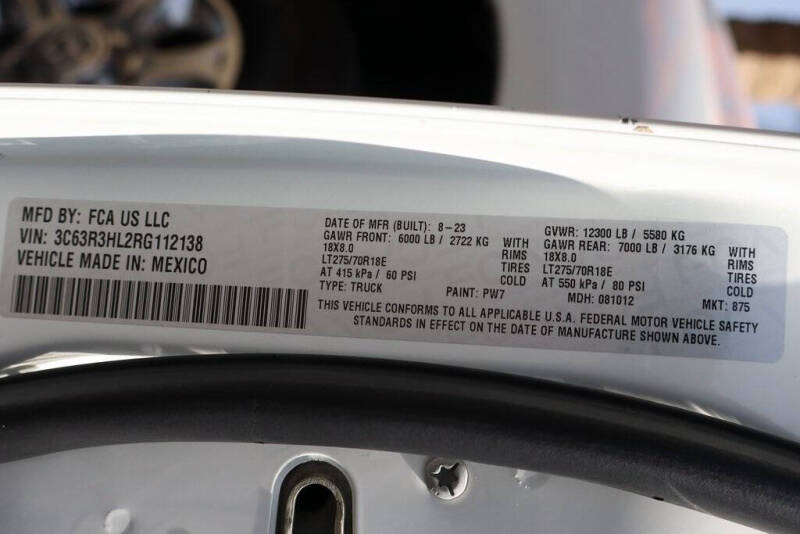 MFD BY: FCA US LLC
VIN: 3C63R3HL2RG112138
VEHICLE MADE IN: MEXICO
DATE OF MFR (BUILT): 8-23
GAWR FRONT: 6000 LB / 2722 KG
18X8.0
LT275/70R18E
AT 415 kPa / 60 PSI
TYPE: TRUCK
WITH
RIMS
TIRES
COLD
PAINT: PW7
GVWR: 12300 LB / 5580 KG
GAWR REAR: 7000 LB / 3176 KG
18X8.0
LT275/70R18E
AT 550 kPa / 80 PSI
MDH: 081012
WITH
RIMS
TIRES
COLD
MKT: 875
THIS VEHICLE CONFORMS TO ALL APPLICABLE U.S.A. FEDERAL MOTOR VEHICLE SAFETY
STANDARDS IN EFFECT ON THE DATE OF MANUFACTURE SHOWN ABOVE.